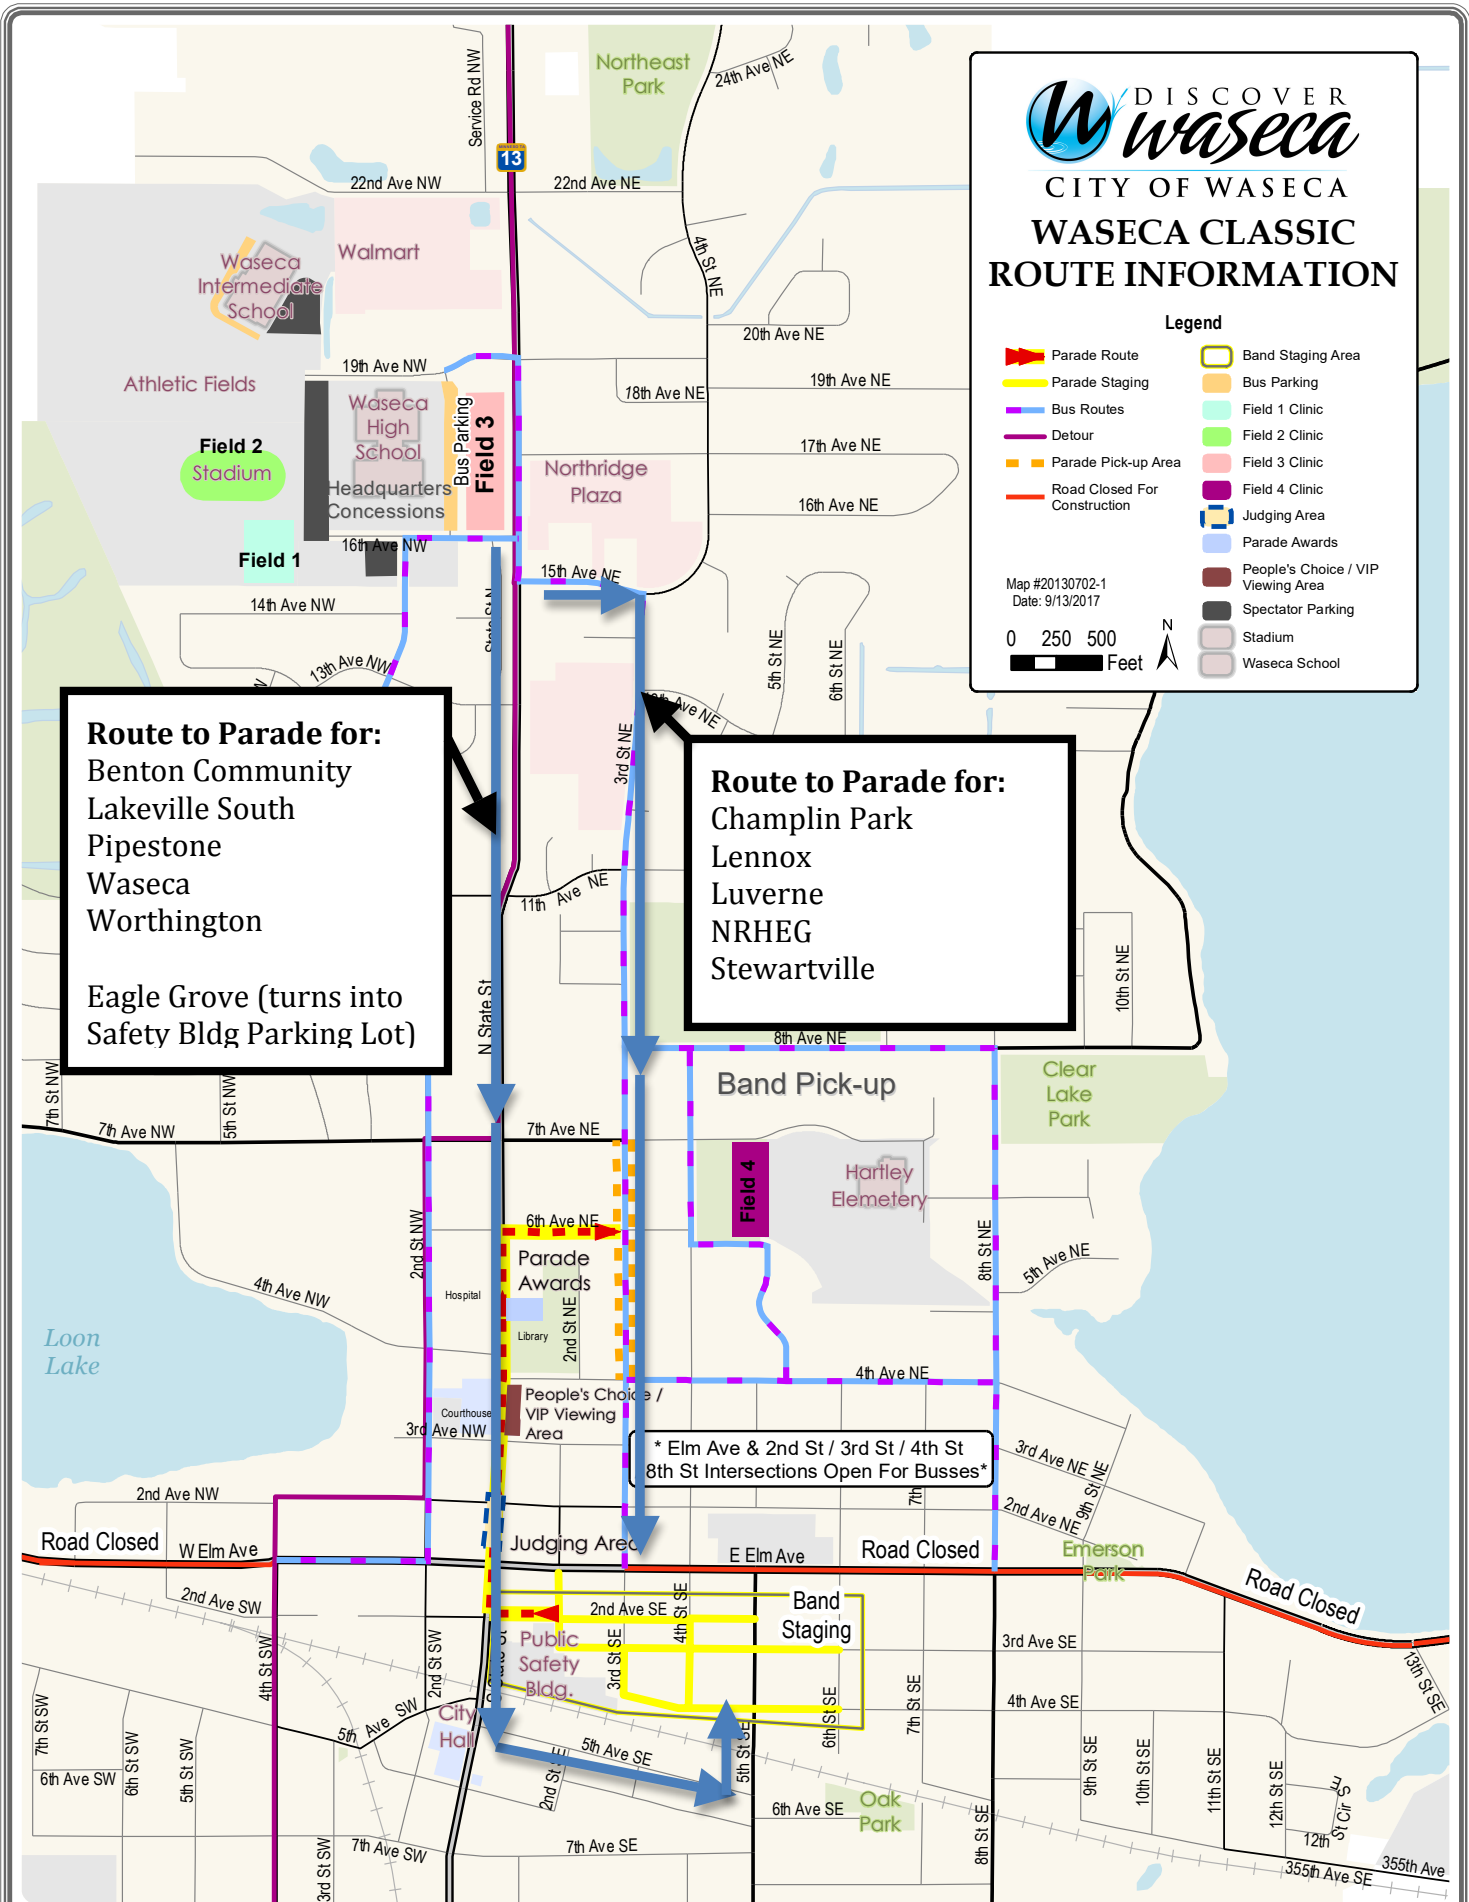 DISCOVER
waseca
CITY OF WASECA
WASECA CLASSIC
ROUTE INFORMATION
Legend
Parade Route
Parade Staging
Bus Routes
Detour
Parade Pick-up Area
Road Closed For
Construction
Band Staging Area
Bus Parking
Field 1 Clinic
Field 2 Clinic
Field 3 Clinic
Field 4 Clinic
Judging Area
Parade Awards
People's Choice / VIP
Viewing Area
Spectator Parking
Stadium
Waseca School
Map #20130702-1
Date: 9/13/2017
0 250 500
Feet
N
Northeast
Park
24th Ave NE
Service Rd NW
MINNESOTA
13
22nd Ave NW
22nd Ave NE
Walmart
Waseca
Intermediate
School
4th St NE
20th Ave NE
19th Ave NW
18th Ave NE
19th Ave NE
Athletic Fields
Waseca
High
School
Bus Parking
Field 3
Field 2
Stadium
Headquarters
Concessions
Northridge
Plaza
17th Ave NE
16th Ave NE
16th Ave NW
Field 1
15th Ave NE
14th Ave NW
State St N
13th Ave NW
5th St NE
6th St NE
Ave NE
3rd St NE
Route to Parade for:
Benton Community
Lakeville South
Pipestone
Waseca
Worthington
Eagle Grove (turns into
Safety Bldg Parking Lot)
Route to Parade for:
Champlin Park
Lennox
Luverne
NRHEG
Stewartville
11th Ave NE
N State St
10th St NE
8th Ave NE
Band Pick-up
Clear
Lake
Park
7th St NW
5th St NW
7th Ave NW
7th Ave NE
Field 4
Hartley
Elemetery
2nd St NW
6th Ave NE
Parade
Awards
8th St NE
5th Ave NE
4th Ave NW
Hospital
Library
2nd St NE
Loon
Lake
4th Ave NE
Courthouse
People's Choice /
VIP Viewing
Area
3rd Ave NW
* Elm Ave & 2nd St / 3rd St / 4th St
8th St Intersections Open For Busses*
3rd Ave NE
9th St NE
7th
2nd Ave NE
2nd Ave NW
Road Closed
W Elm Ave
Judging Area
E Elm Ave
Road Closed
Emerson
Park
Road Closed
2nd Ave SW
2nd Ave SE
4th St SE
Band
Staging
Public
Safety
Bldg.
3rd St SE
3rd Ave SE
13th St SE
4th St SW
2nd St SW
4th Ave SE
7th St SW
5th Ave SW
City
Hall
5th Ave SE
5th St SE
6th St SE
7th St SE
6th Ave SW
6th St SW
5th St SW
2nd St SE
6th Ave SE
Oak
Park
9th St SE
10th St SE
11th St SE
12th St SE
12th St Cir SE
8th St SE
7th Ave SW
7th Ave SE
3rd St SW
355th Ave SE
355th Ave